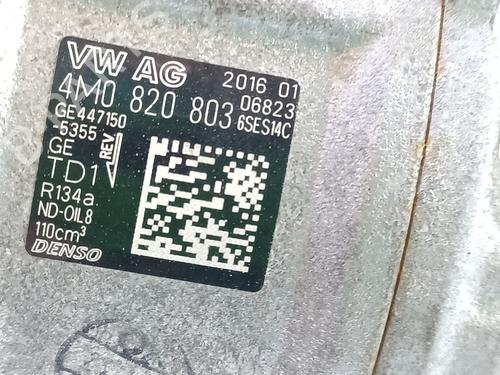 VW AG 2016 01
4M0 820 803 06823
6SES14C
GE447150
-5355 REV.
GE
TD1
R134a
ND-OIL8
110cm³
DENSO